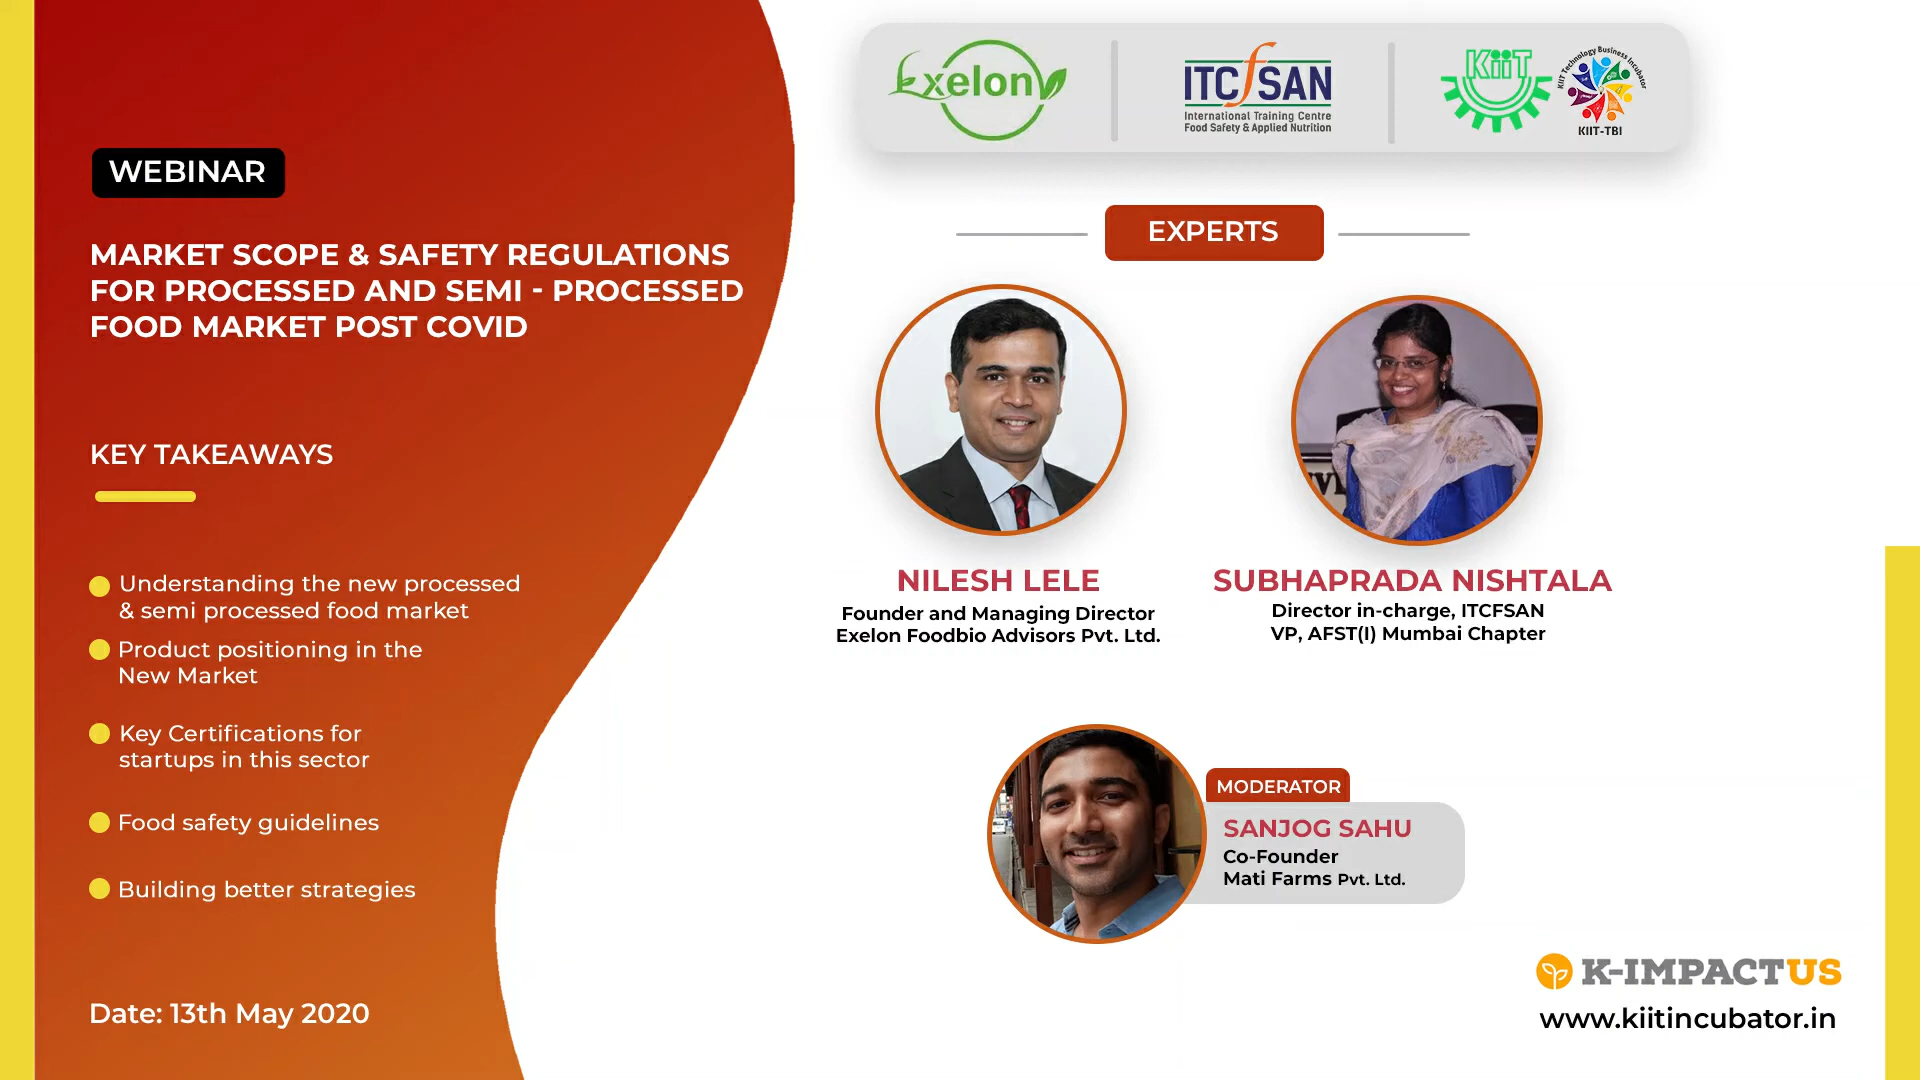 WEBINAR
MARKET SCOPE & SAFETY REGULATIONS
FOR PROCESSED AND SEMI - PROCESSED
FOOD MARKET POST COVID
KEY TAKEAWAYS
Understanding the new processed
& semi processed food market
Product positioning in the
New Market
Key Certifications for
startups in this sector
Food safety guidelines
Building better strategies
Date: 13th May 2020
Exelon
ITCfSAN
International Training Centre
Food Safety & Applied Nutrition
KiiT
KIIT Technology Business Incubator
KIIT-TBI
EXPERTS
NILESH LELE
Founder and Managing Director
Exelon Foodbio Advisors Pvt. Ltd.
SUBHAPRADA NISHTALA
Director in-charge, ITCFSAN
VP, AFST(I) Mumbai Chapter
MODERATOR
SANJOG SAHU
Co-Founder
Mati Farms Pvt. Ltd.
K-IMPACTUS
www.kiitincubator.in